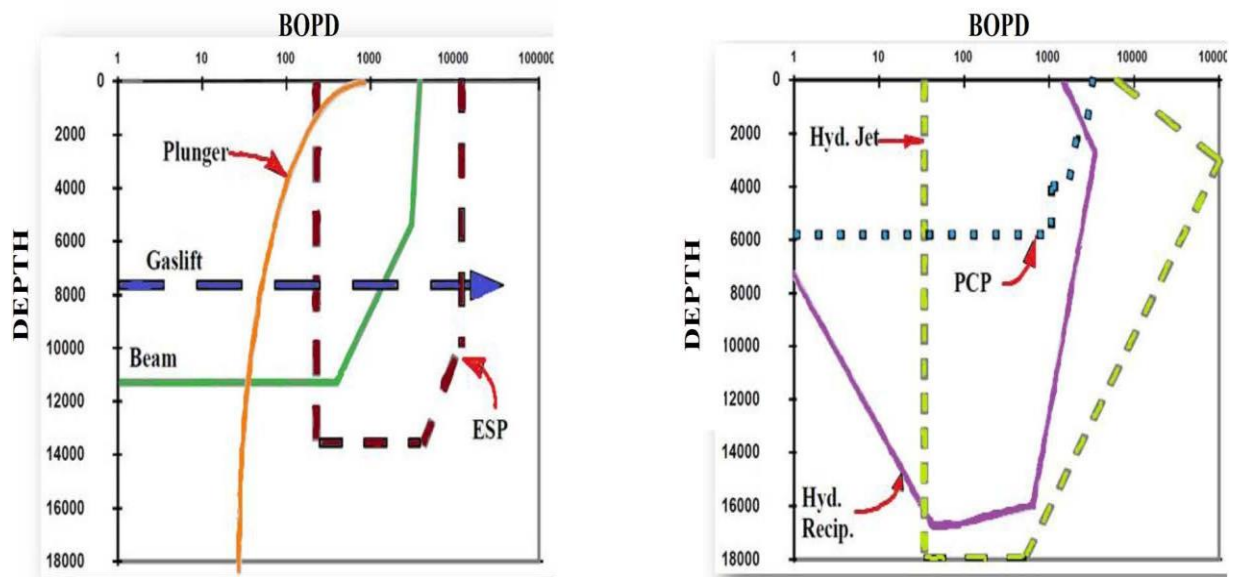 BOPD
1 10 100 1000 10000 100000
0
2000
4000
6000
8000
10000
12000
14000
16000
18000
DEPTH
Plunger
Gaslift
Beam
ESP
BOPD
1 10 100 1000 10000 10000
0
2000
4000
6000
8000
10000
12000
14000
16000
18000
DEPTH
Hyd. Jet
PCP
Hyd.
Recip.